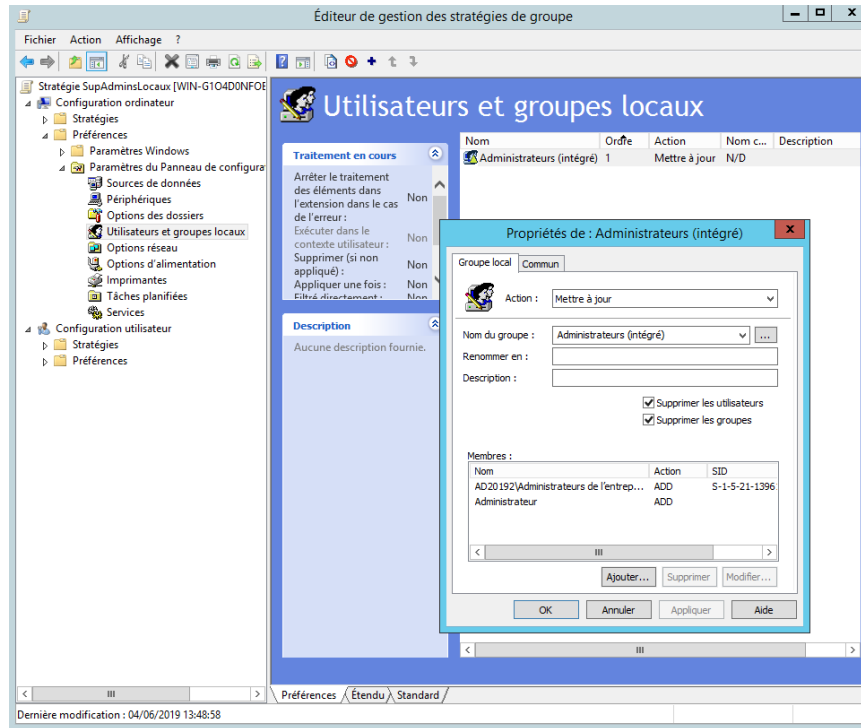 Éditeur de gestion des stratégies de groupe
Fichier Action Affichage ?
Stratégie SupAdminsLocaux [WIN-G1O4D0NFOE
Configuration ordinateur
Stratégies
Préférences
Paramètres Windows
Paramètres du Panneau de configura
Sources de données
Périphériques
Options des dossiers
Utilisateurs et groupes locaux
Options réseau
Options d'alimentation
Imprimantes
Tâches planifiées
Services
Configuration utilisateur
Stratégies
Préférences
Utilisateurs et groupes locaux
Traitement en cours
Arrêter le traitement
des éléments dans
l'extension dans le cas Non
de l'erreur :
Exécuter dans le
contexte utilisateur : Non
Supprimer (si non
appliqué) : Non
Appliquer une fois : Non
Filtré directement : Non
Description
Aucune description fournie.
Nom Ordre Action Nom c... Description
Administrateurs (intégré) 1 Mettre à jour N/D
Propriétés de : Administrateurs (intégré)
x
Groupe local Commun
Action : Mettre à jour
Nom du groupe : Administrateurs (intégré) ...
Renommer en :
Description :
Supprimer les utilisateurs
Supprimer les groupes
Membres :
Nom Action SID
AD20192\Administrateurs de l'entrep... ADD S-1-5-21-1396
Administrateur ADD
Ajouter... Supprimer Modifier...
OK Annuler Appliquer Aide
Préférences Étendu Standard
Dernière modification : 04/06/2019 13:48:58